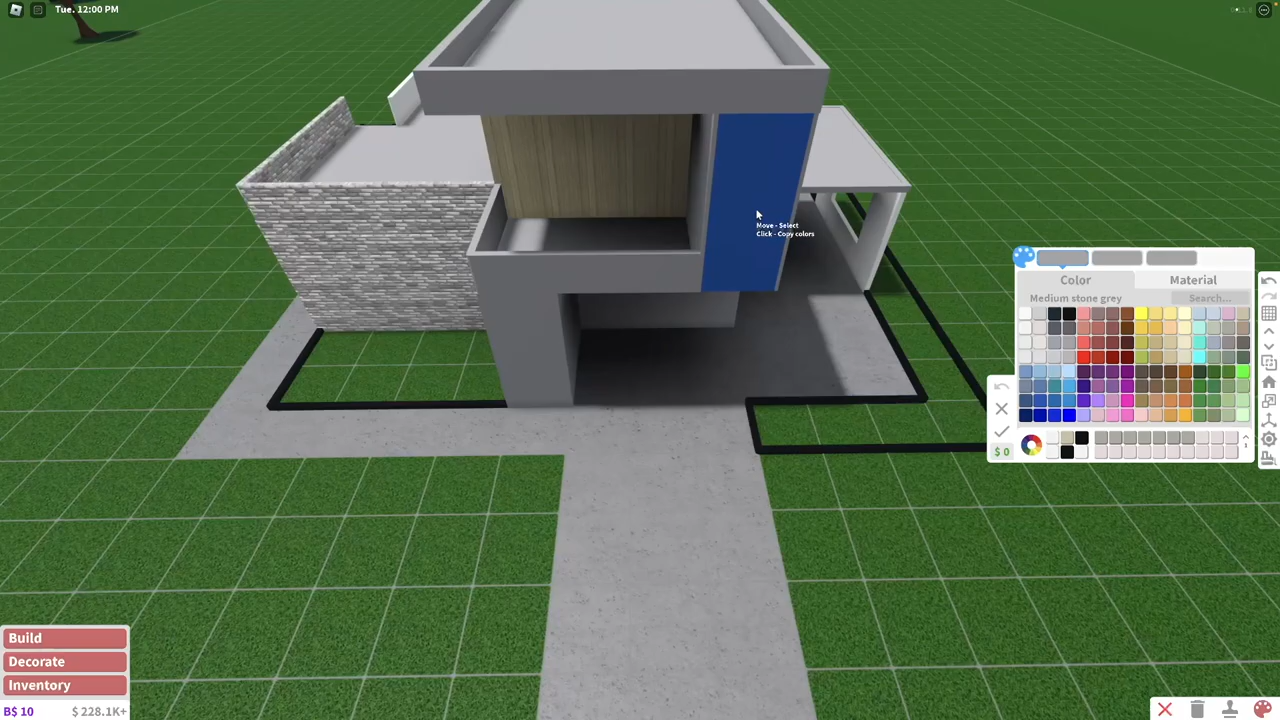 Tue. 12:00 PM
Move - Select
Click - Copy colors
Color
Material
Medium stone grey
Search...
$ 0
1
Build
Decorate
Inventory
B$ 10
$ 228.1K+